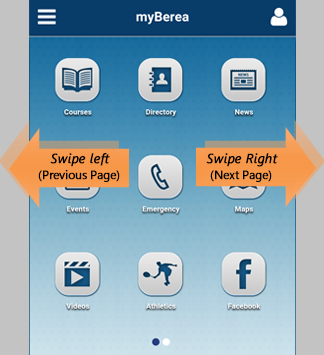 myBerea
NEWS
Courses
Directory
News
Swipe left
(Previous Page)
Swipe Right
(Next Page)
Events
Emergency
Maps
Videos
Athletics
Facebook